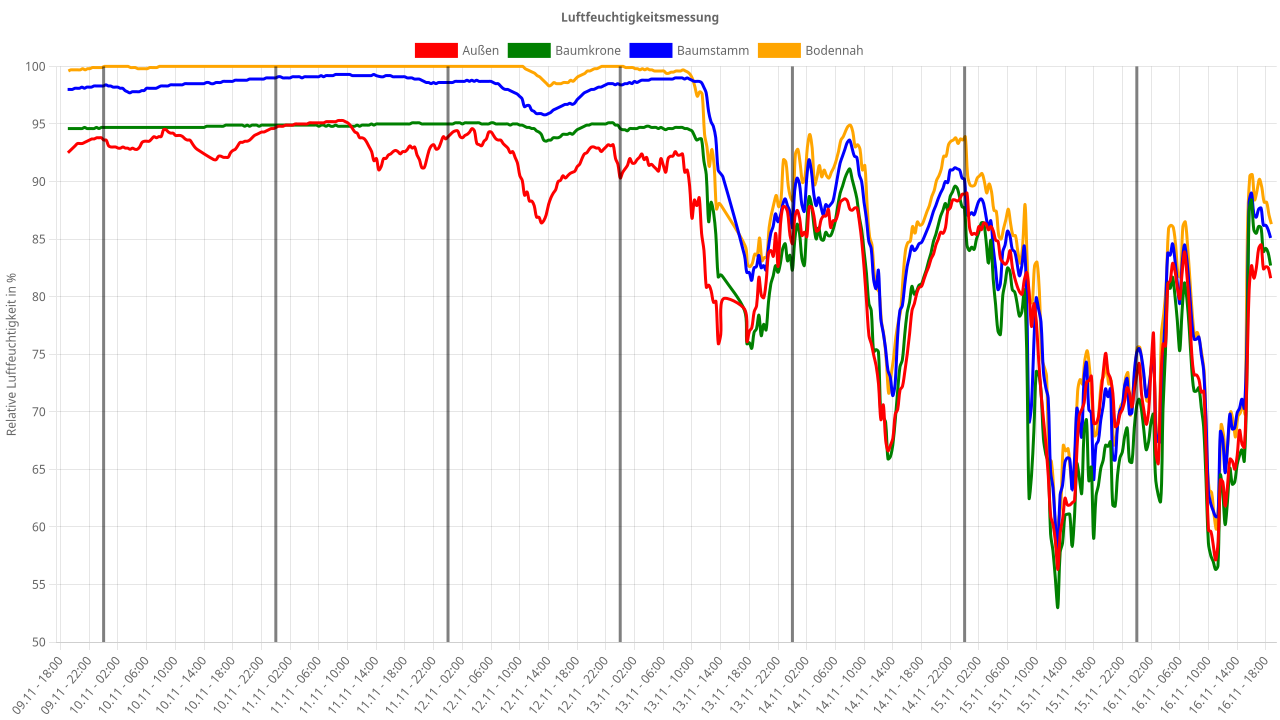 Luftfeuchtigkeitsmessung
Außen Baumkrone Baumstamm Bodennah
Relative Luftfeuchtigkeit in %
100
95
90
85
80
75
70
65
60
55
50
09.11 - 18:00
09.11 - 22:00
10.11 - 02:00
10.11 - 06:00
10.11 - 10:00
10.11 - 14:00
10.11 - 18:00
10.11 - 22:00
11.11 - 02:00
11.11 - 06:00
11.11 - 10:00
11.11 - 14:00
11.11 - 18:00
11.11 - 22:00
12.11 - 02:00
12.11 - 06:00
12.11 - 10:00
12.11 - 14:00
12.11 - 18:00
12.11 - 22:00
13.11 - 02:00
13.11 - 06:00
13.11 - 10:00
13.11 - 14:00
13.11 - 18:00
13.11 - 22:00
14.11 - 02:00
14.11 - 06:00
14.11 - 10:00
14.11 - 14:00
14.11 - 18:00
14.11 - 22:00
15.11 - 02:00
15.11 - 06:00
15.11 - 10:00
15.11 - 14:00
15.11 - 18:00
15.11 - 22:00
16.11 - 02:00
16.11 - 06:00
16.11 - 10:00
16.11 - 14:00
16.11 - 18:00